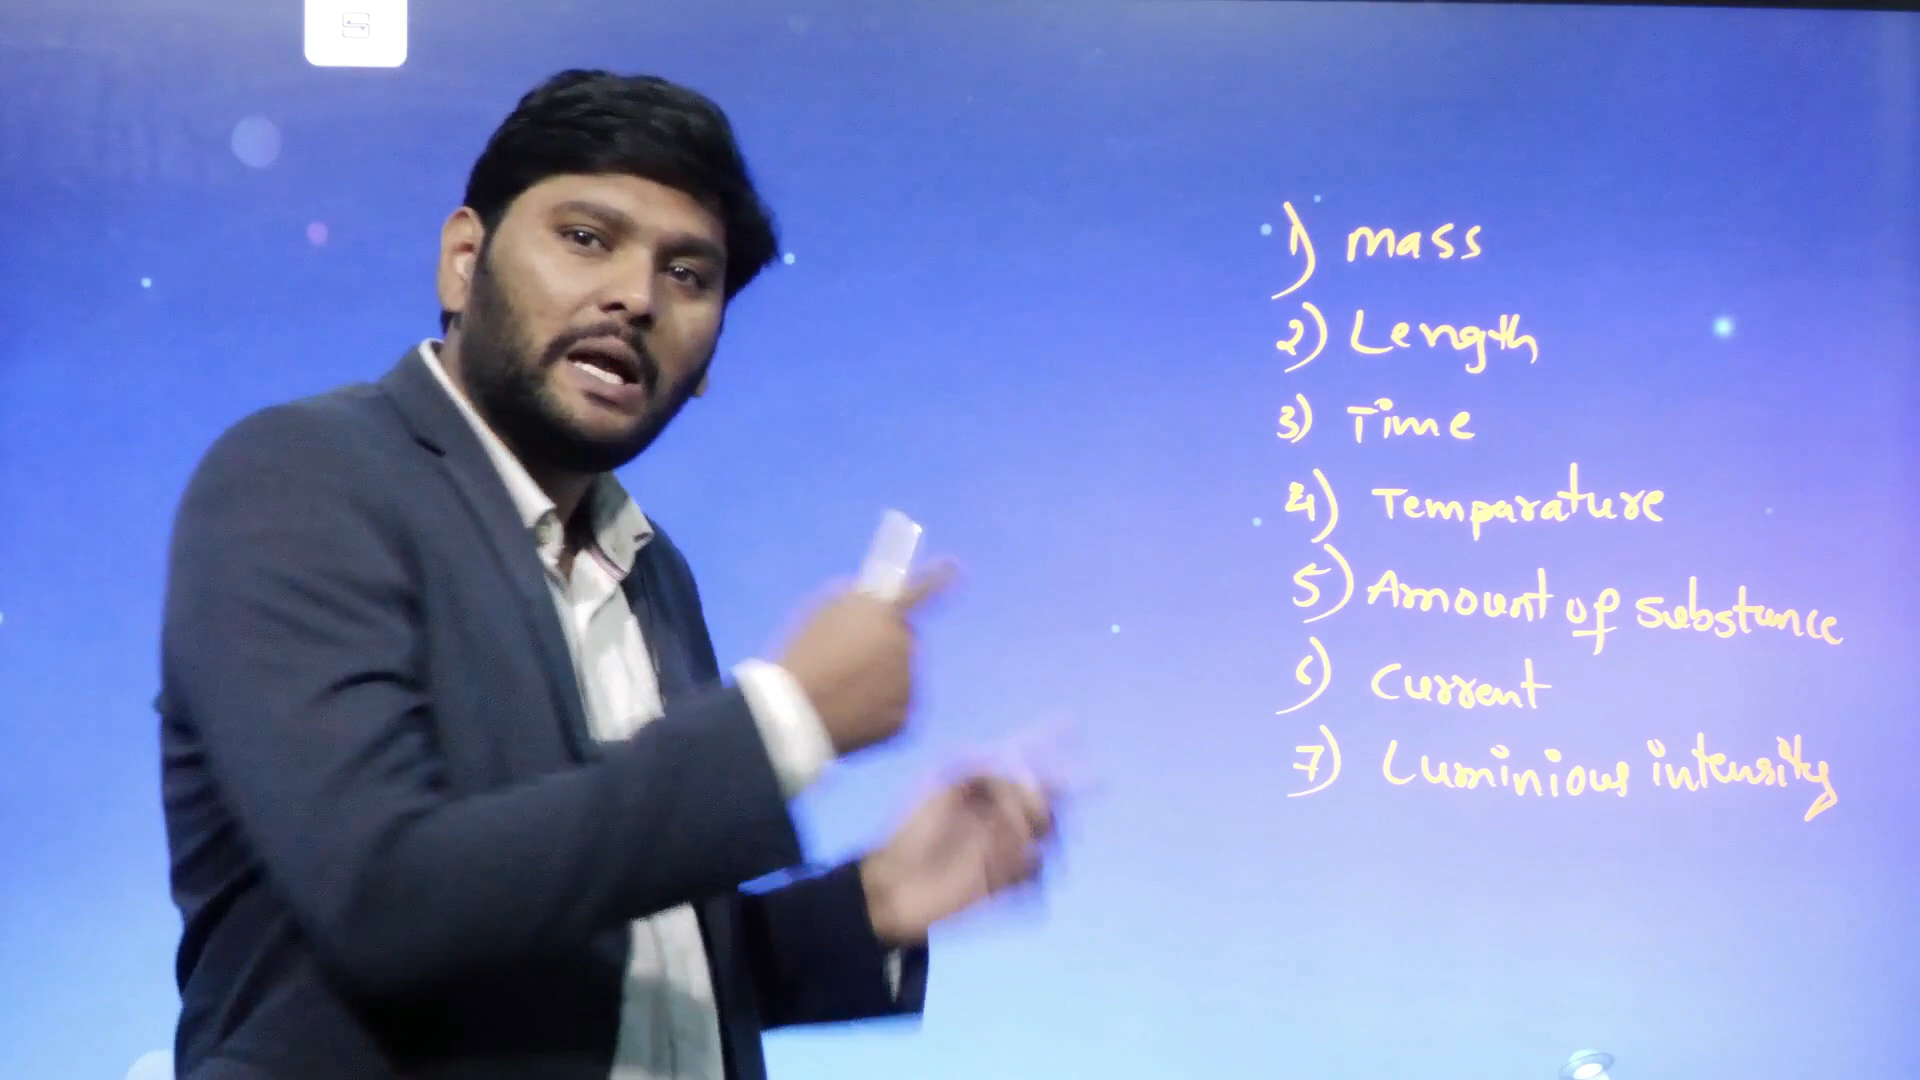 1) mass
2) Length
3) Time
4) Temparature
5) Amount of substance
6) Current
7) Luminious intensity